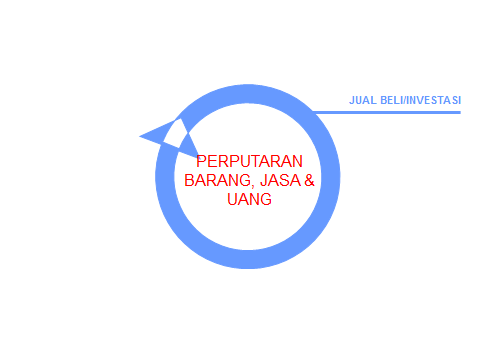 JUAL BELI/INVESTASI
PERPUTARAN
BARANG, JASA &
UANG